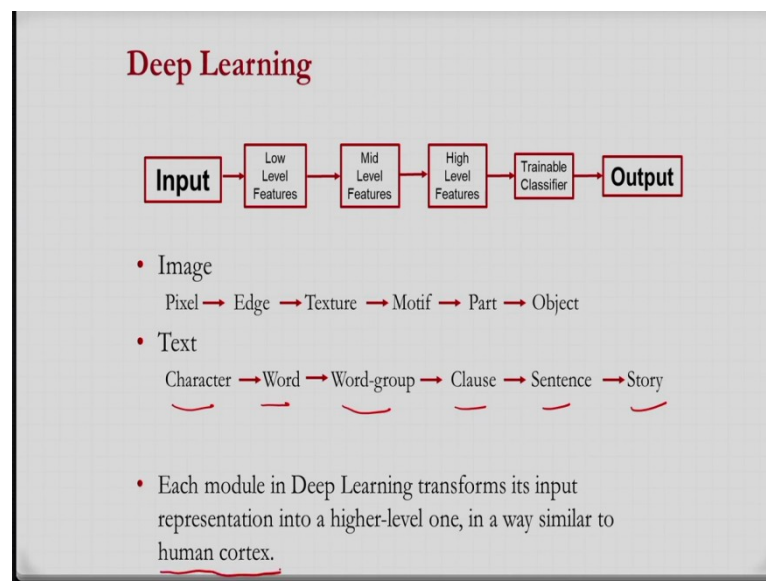 Deep Learning
Input
Low
Level
Features
Mid
Level
Features
High
Level
Features
Trainable
Classifier
Output
• Image
Pixel → Edge → Texture → Motif → Part → Object
• Text
Character → Word → Word-group → Clause → Sentence → Story
• Each module in Deep Learning transforms its input
representation into a higher-level one, in a way similar to
human cortex.